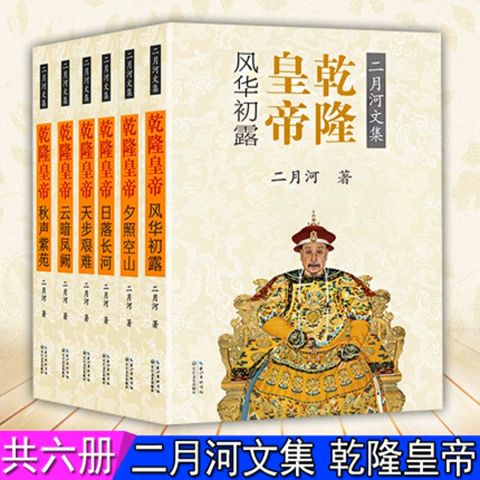 二月河文集
乾隆皇帝
秋声紫苑
二月河 著
二月河文集
乾隆皇帝
云暗凤阙
二月河 著
二月河文集
乾隆皇帝
天步艰难
二月河 著
二月河文集
乾隆皇帝
日落长河
二月河 著
二月河文集
乾隆皇帝
夕照空山
二月河 著
二月河文集
乾隆皇帝
风华初露
二月河 著
二月河文集
乾隆
皇帝
风华初露
二月河 著
共六册
二月河文集 乾隆皇帝